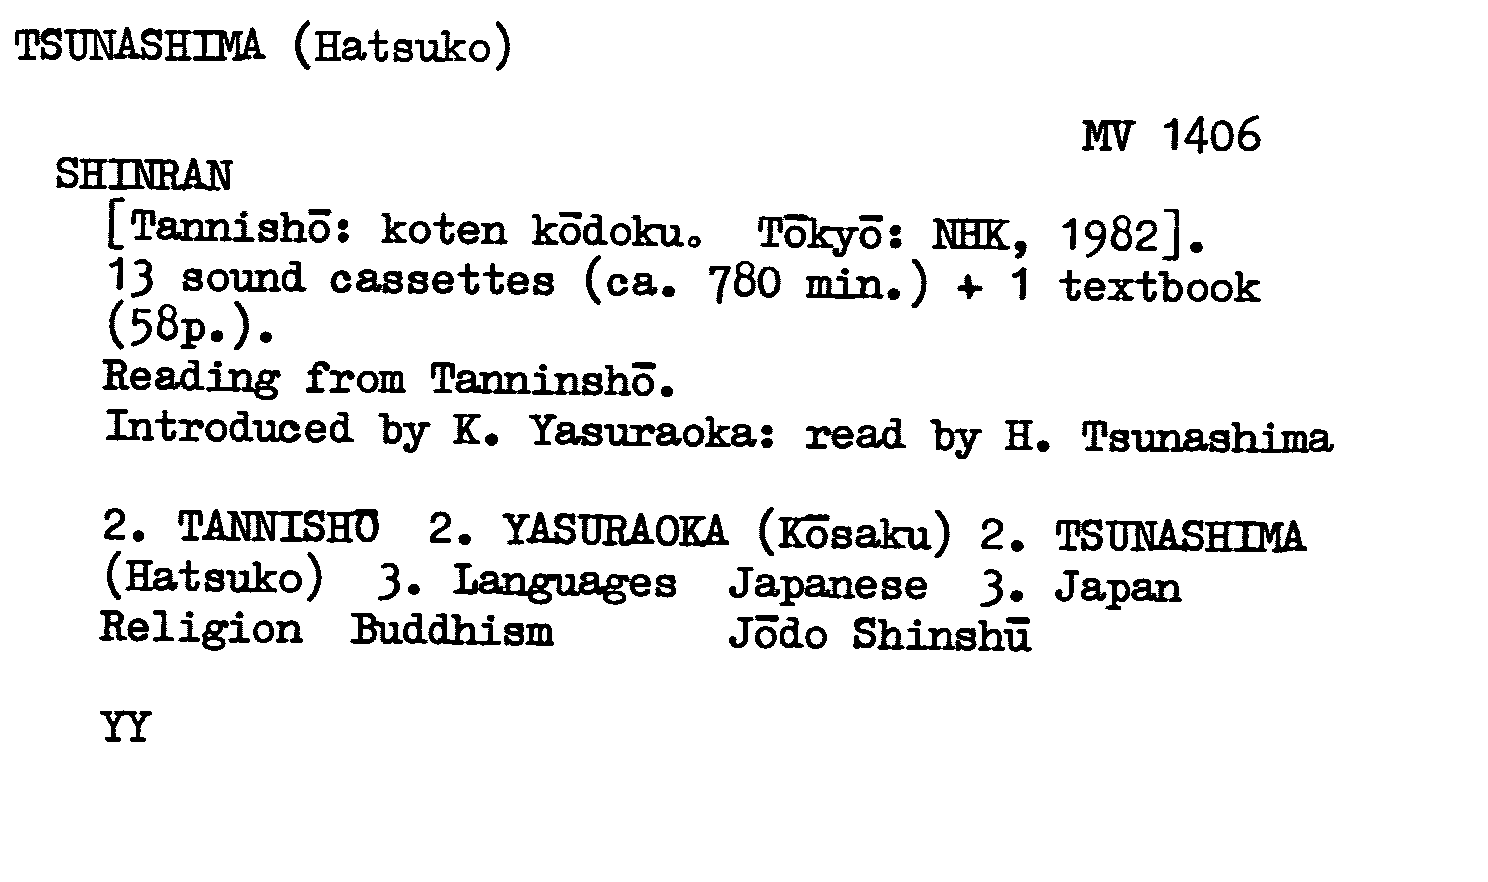 TSUNASHIMA (Hatsuko)
MV 1406
SHINRAN
[Tannishō: koten kōdoku. Tōkyō: NHK, 1982].
13 sound cassettes (ca. 780 min.) + 1 textbook
(58p.).
Reading from Tanninshō.
Introduced by K. Yasuraoka: read by H. Tsunashima
2. TANNISHŌ 2. YASURAOKA (Kōsaku) 2. TSUNASHIMA
(Hatsuko) 3. Languages Japanese 3. Japan
Religion Buddhism Jōdo Shinshū
YY